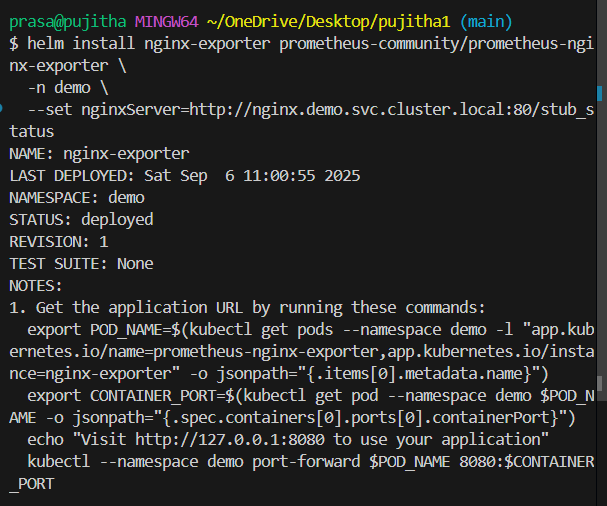 prasa@pujitha MINGW64 ~/OneDrive/Desktop/pujitha1 (main)
$ helm install nginx-exporter prometheus-community/prometheus-ngi
nx-exporter \
  -n demo \
  --set nginxServer=http://nginx.demo.svc.cluster.local:80/stub_s
tatus
NAME: nginx-exporter
LAST DEPLOYED: Sat Sep  6 11:00:55 2025
NAMESPACE: demo
STATUS: deployed
REVISION: 1
TEST SUITE: None
NOTES:
1. Get the application URL by running these commands:
  export POD_NAME=$(kubectl get pods --namespace demo -l "app.kub
ernetes.io/name=prometheus-nginx-exporter,app.kubernetes.io/insta
nce=nginx-exporter" -o jsonpath="{.items[0].metadata.name}")
  export CONTAINER_PORT=$(kubectl get pod --namespace demo $POD_N
AME -o jsonpath="{.spec.containers[0].ports[0].containerPort}")
  echo "Visit http://127.0.0.1:8080 to use your application"
  kubectl --namespace demo port-forward $POD_NAME 8080:$CONTAINER
_PORT